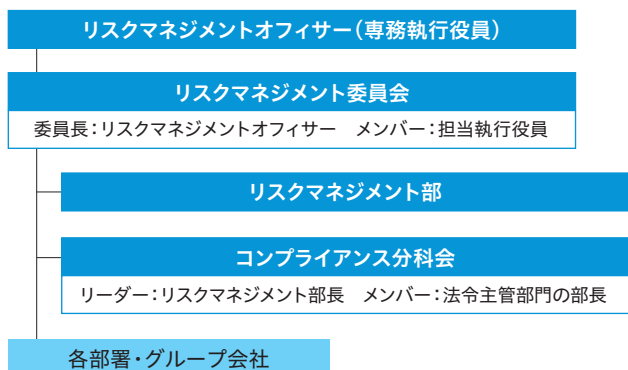 リスクマネジメントオフィサー（専務執行役員）
リスクマネジメント委員会
委員長：リスクマネジメントオフィサー　メンバー：担当執行役員
リスクマネジメント部
コンプライアンス分科会
リーダー：リスクマネジメント部長　メンバー：法令主管部門の部長
各部署・グループ会社